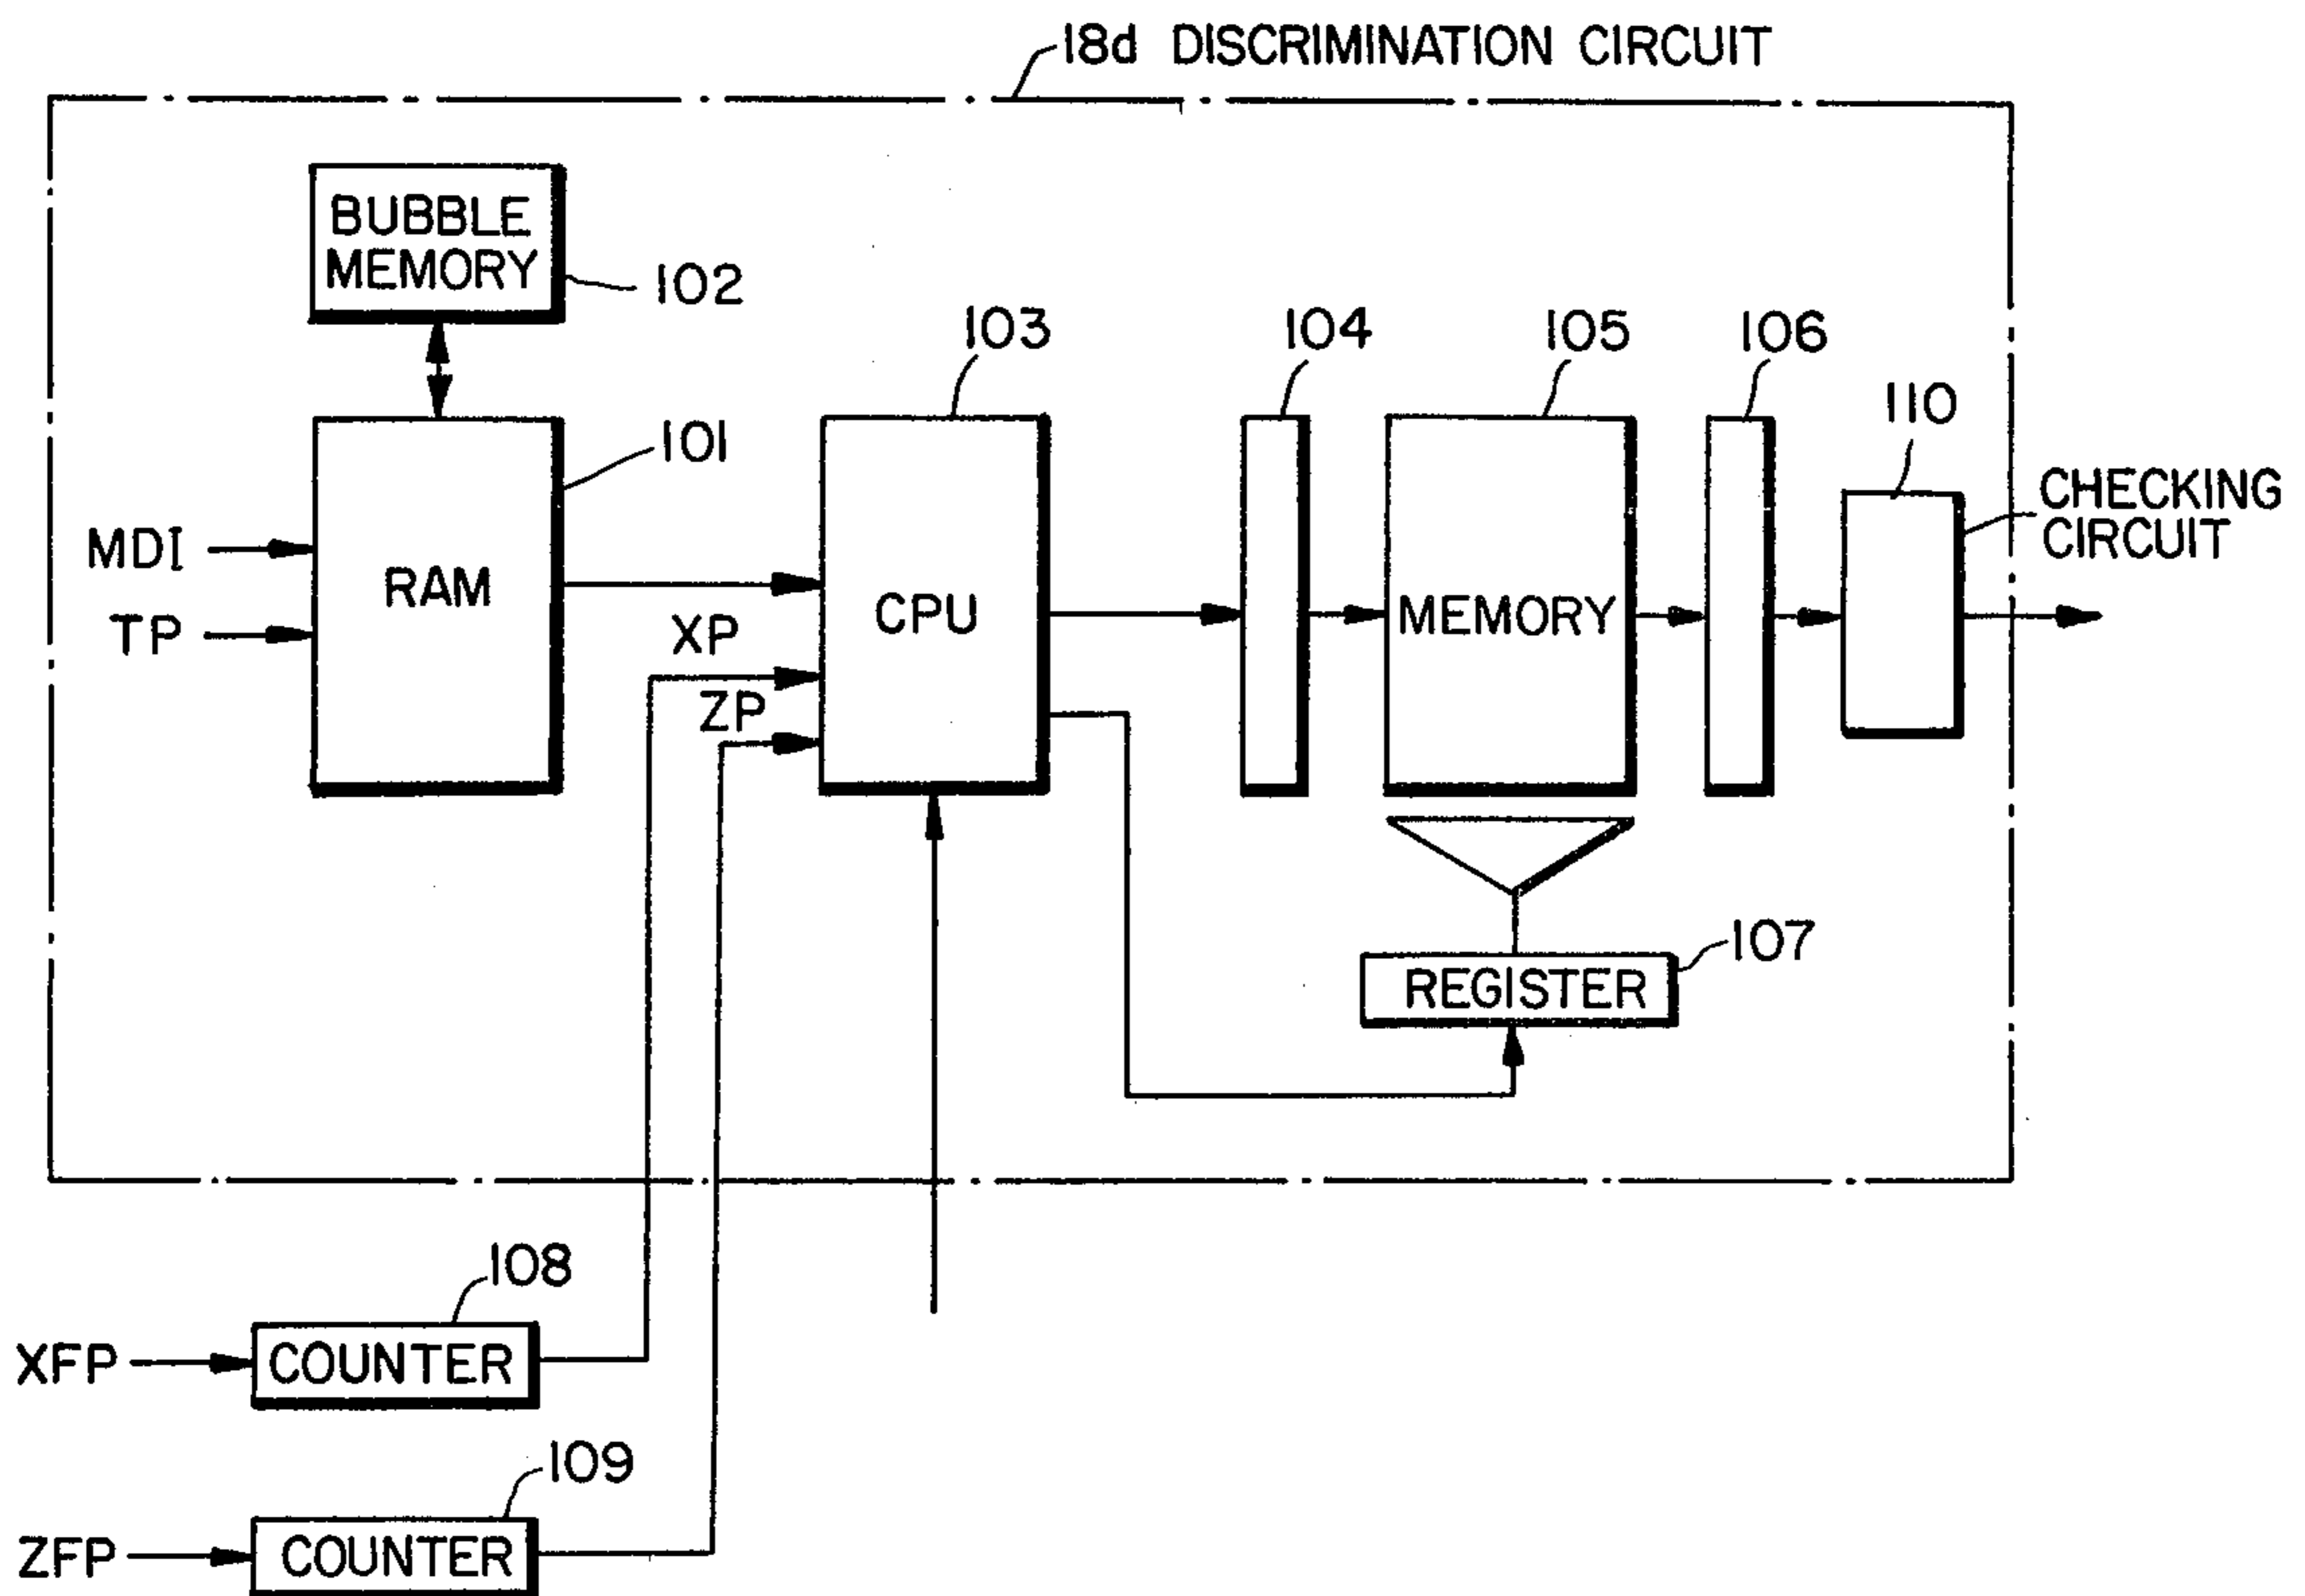 18d DISCRIMINATION CIRCUIT
BUBBLE
MEMORY
102
103
104
105
106
110
101
CHECKING
CIRCUIT
MDI
RAM
TP
XP
CPU
MEMORY
ZP
107
REGISTER
108
XFP
COUNTER
109
ZFP
COUNTER